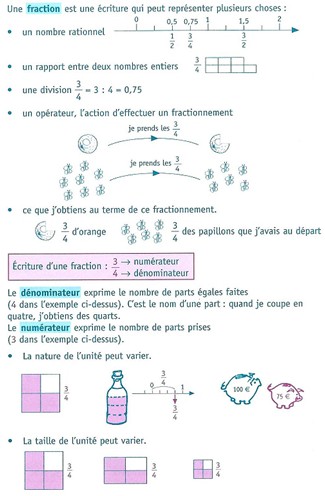 Une fraction est une écriture qui peut représenter plusieurs choses :
0 0,5 0,75 1 1,5 2
• un nombre rationnel
1/2 3/4 3/2
• un rapport entre deux nombres entiers 3/4
• une division 3/4 = 3 : 4 = 0,75
• un opérateur, l'action d'effectuer un fractionnement
je prends les 3/4
je prends les 3/4
• ce que j'obtiens au terme de ce fractionnement.
3/4 d'orange 3/4 des papillons que j'avais au départ
Écriture d'une fraction : 3 → numérateur
4 → dénominateur
Le dénominateur exprime le nombre de parts égales faites
(4 dans l'exemple ci-dessus). C'est le nom d'une part : quand je coupe en
quatre, j'obtiens des quarts.
Le numérateur exprime le nombre de parts prises
(3 dans l'exemple ci-dessus).
• La nature de l'unité peut varier.
3/4 0 1 3/4 100 € 75 €
• La taille de l'unité peut varier.
3/4 3/4 3/4